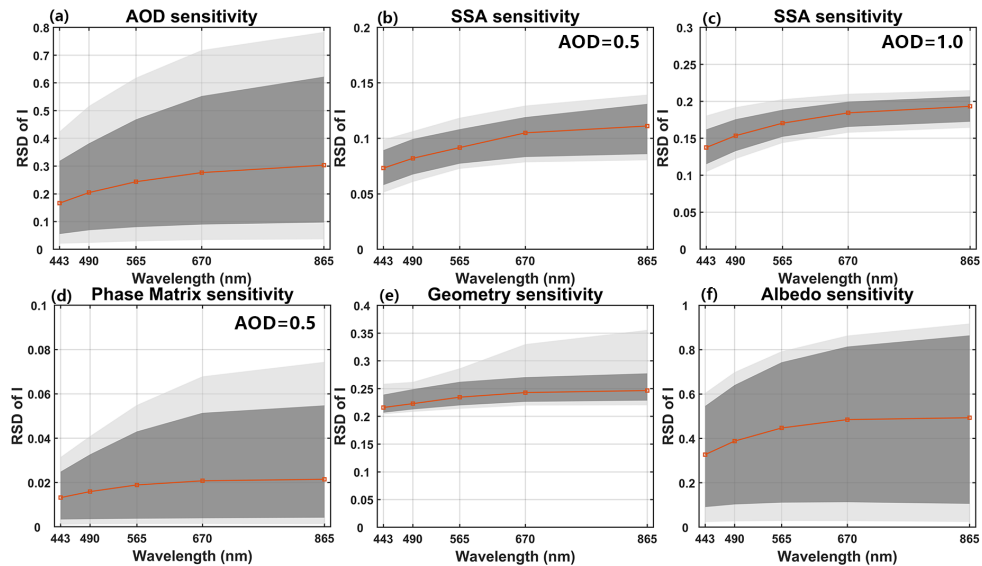 (a) AOD sensitivity
0.8
0.7
0.6
0.5
0.4
0.3
0.2
0.1
0
RSD of I
443 490 565 670 865
Wavelength (nm)
(b) SSA sensitivity
AOD=0.5
0.2
0.15
0.1
0.05
0
RSD of I
443 490 565 670 865
Wavelength (nm)
(c) SSA sensitivity
AOD=1.0
0.3
0.25
0.2
0.15
0.1
0.05
0
RSD of I
443 490 565 670 865
Wavelength (nm)
(d) Phase Matrix sensitivity
AOD=0.5
0.1
0.08
0.06
0.04
0.02
0
RSD of I
443 490 565 670 865
Wavelength (nm)
(e) Geometry sensitivity
0.4
0.35
0.3
0.25
0.2
0.15
0.1
0.05
0
RSD of I
443 490 565 670 865
Wavelength (nm)
(f) Albedo sensitivity
1
0.8
0.6
0.4
0.2
0
RSD of I
443 490 565 670 865
Wavelength (nm)